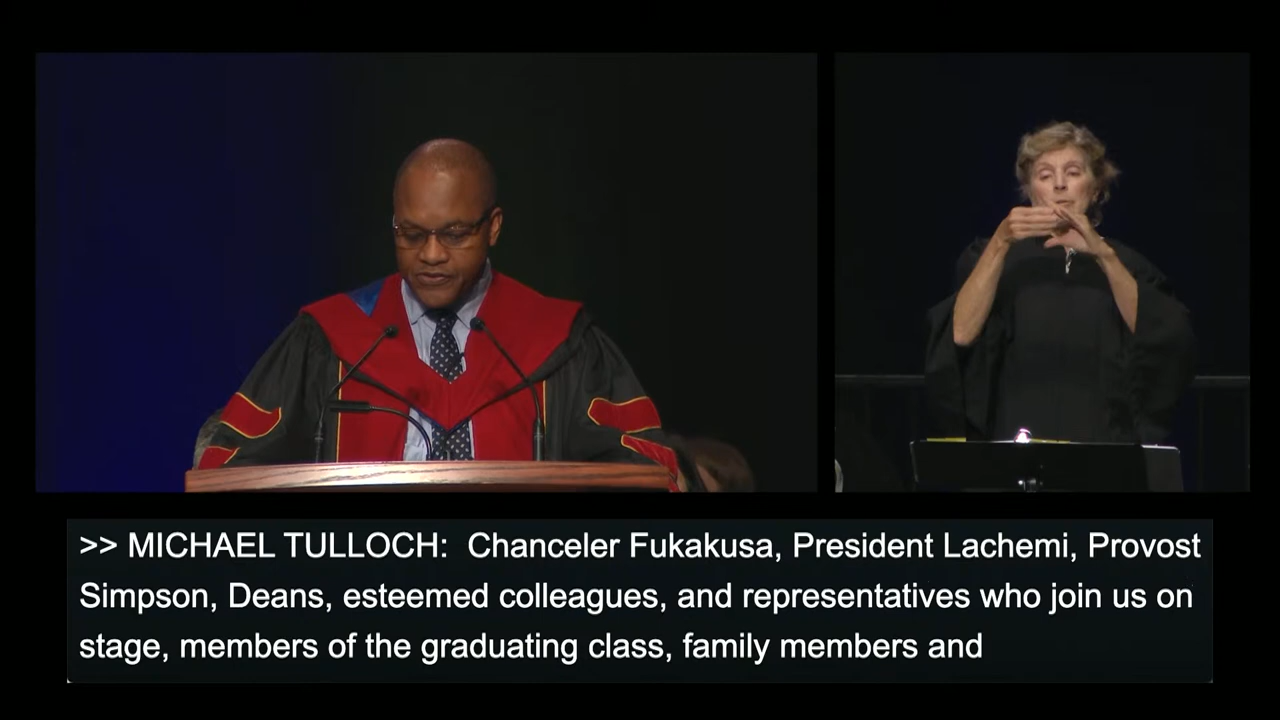 >> MICHAEL TULLOCH:  Chanceler Fukakusa, President Lachemi, Provost
Simpson, Deans, esteemed colleagues, and representatives who join us on
stage, members of the graduating class, family members and